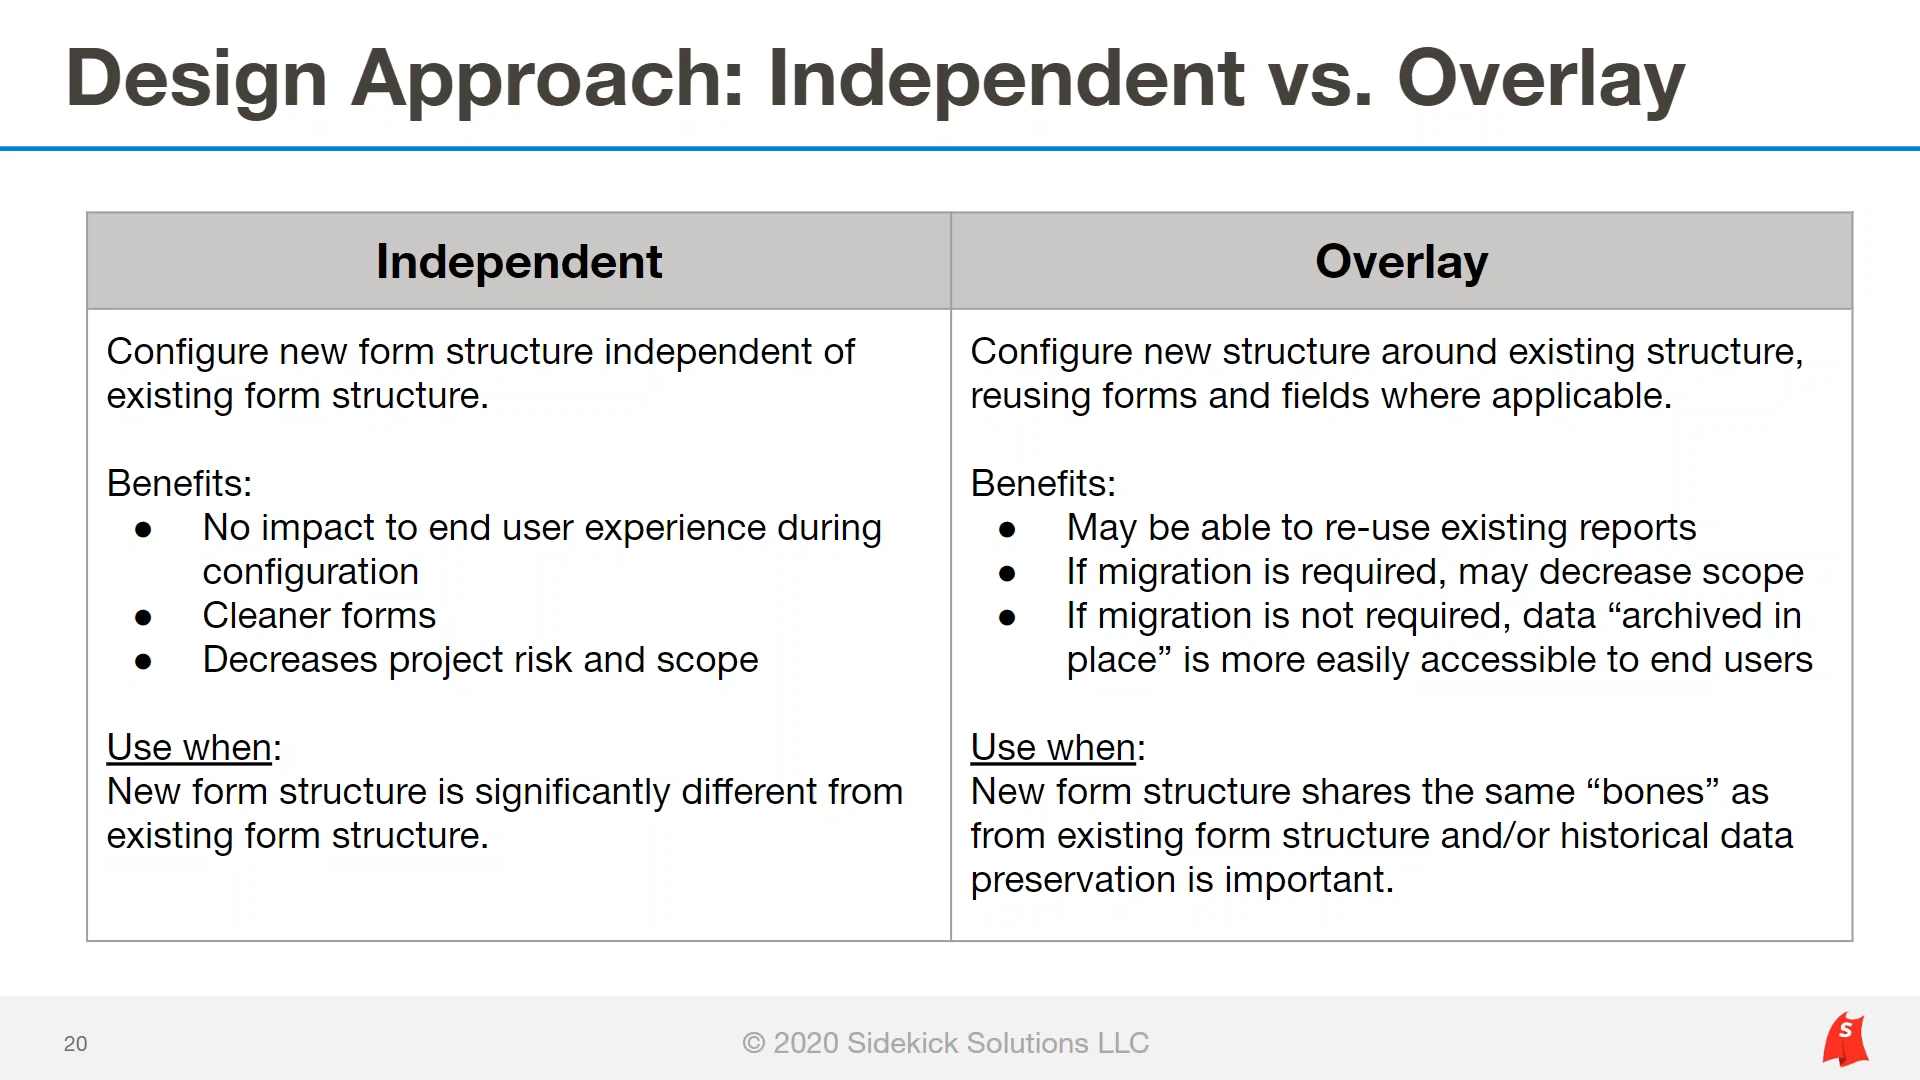 Design Approach: Independent vs. Overlay
Independent
Configure new form structure independent of
existing form structure.
Benefits:
● No impact to end user experience during
configuration
● Cleaner forms
● Decreases project risk and scope
Use when:
New form structure is significantly different from
existing form structure.
Overlay
Configure new structure around existing structure,
reusing forms and fields where applicable.
Benefits:
● May be able to re-use existing reports
● If migration is required, may decrease scope
● If migration is not required, data “archived in
place” is more easily accessible to end users
Use when:
New form structure shares the same “bones” as
from existing form structure and/or historical data
preservation is important.
20
© 2020 Sidekick Solutions LLC
S